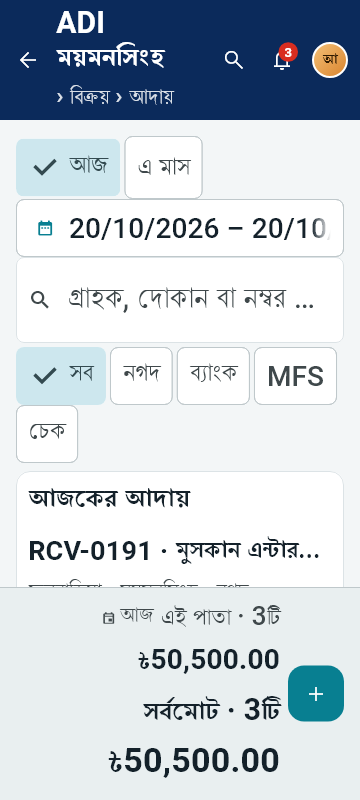 ADI
ময়মনসিংহ
› বিক্রয় › আদায়
3
আ
আজ
এ মাস
20/10/2026 – 20/10
গ্রাহক, দোকান বা নম্বর ...
সব
নগদ
ব্যাংক
MFS
চেক
আজকের আদায়
RCV-0191 · মুসকান এন্টার...
আজ এই পাতা · 3টি
৳50,500.00
সর্বমোট · 3টি
৳50,500.00